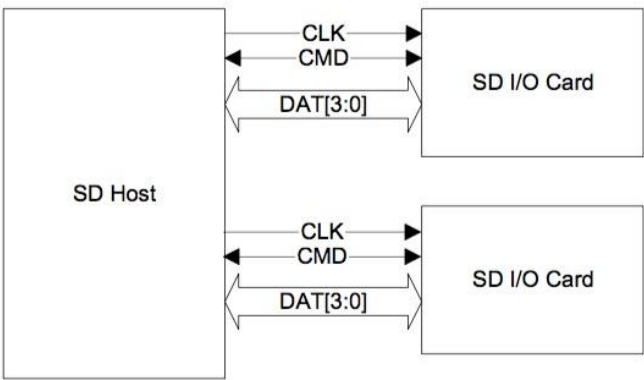 CLK
CMD
DAT[3:0]
SD I/O Card
SD Host
CLK
CMD
DAT[3:0]
SD I/O Card